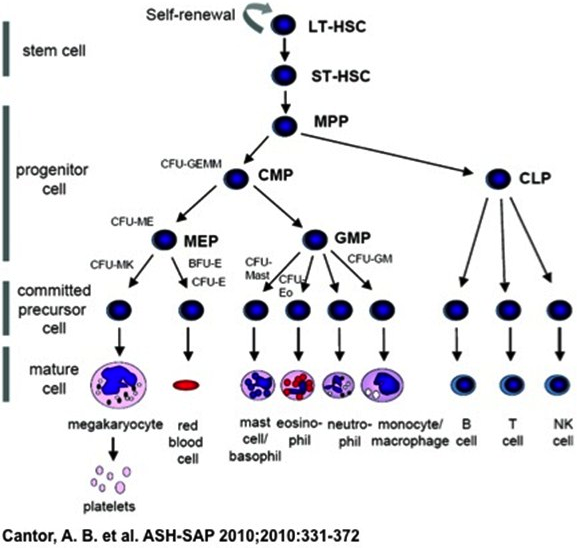 Self-renewal
LT-HSC
stem cell
ST-HSC
MPP
CFU-GEMM
progenitor
cell
CMP
CLP
CFU-ME
MEP
GMP
CFU-MK
BFU-E
CFU-E
CFU-
Mast
CFU-
Eo
CFU-GM
committed
precursor
cell
mature
cell
megakaryocyte
red
blood
cell
mast
cell/
basophil
eosino-
phil
neutro-
phil
monocyte/
macrophage
B
cell
T
cell
NK
cell
platelets
Cantor, A. B. et al. ASH-SAP 2010;2010:331-372